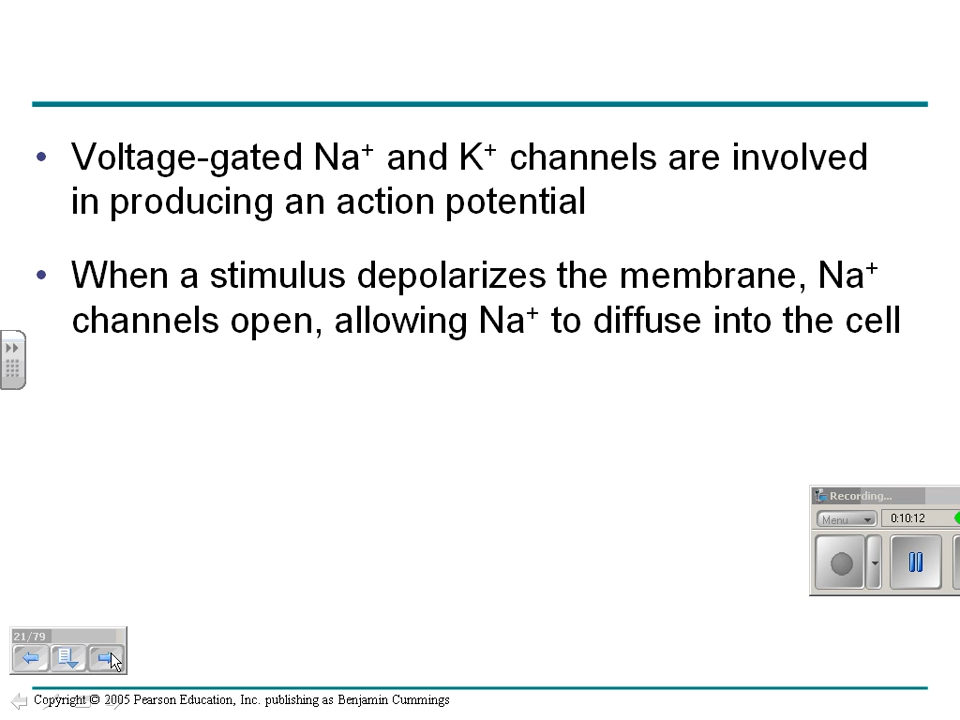 • Voltage-gated Na⁺ and K⁺ channels are involved
in producing an action potential
• When a stimulus depolarizes the membrane, Na⁺
channels open, allowing Na⁺ to diffuse into the cell
Recording...
Menu
0:10:12
21/79
Copyright © 2005 Pearson Education, Inc. publishing as Benjamin Cummings